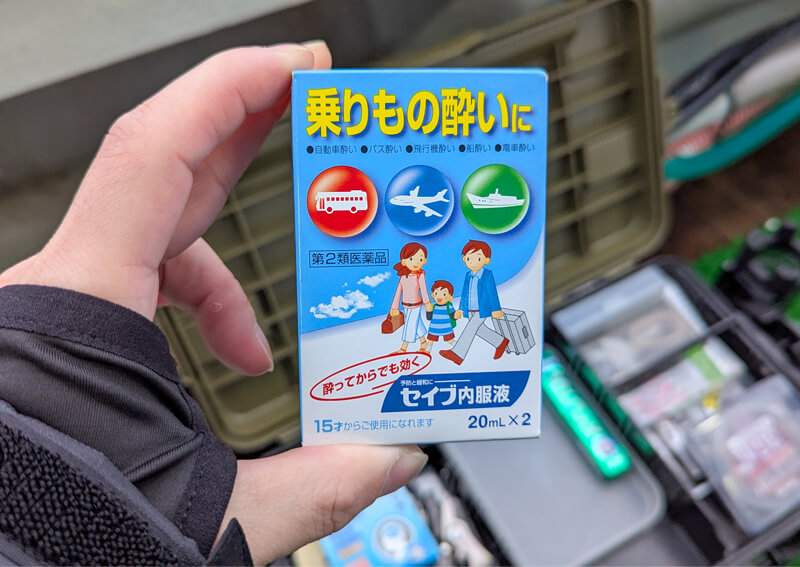 乗りもの酔いに
●自動車酔い ●バス酔い ●飛行機酔い ●船酔い ●電車酔い
第2類医薬品
酔ってからでも効く
予防と緩和に
セイブ内服液
15才からご使用になれます
20mL×2